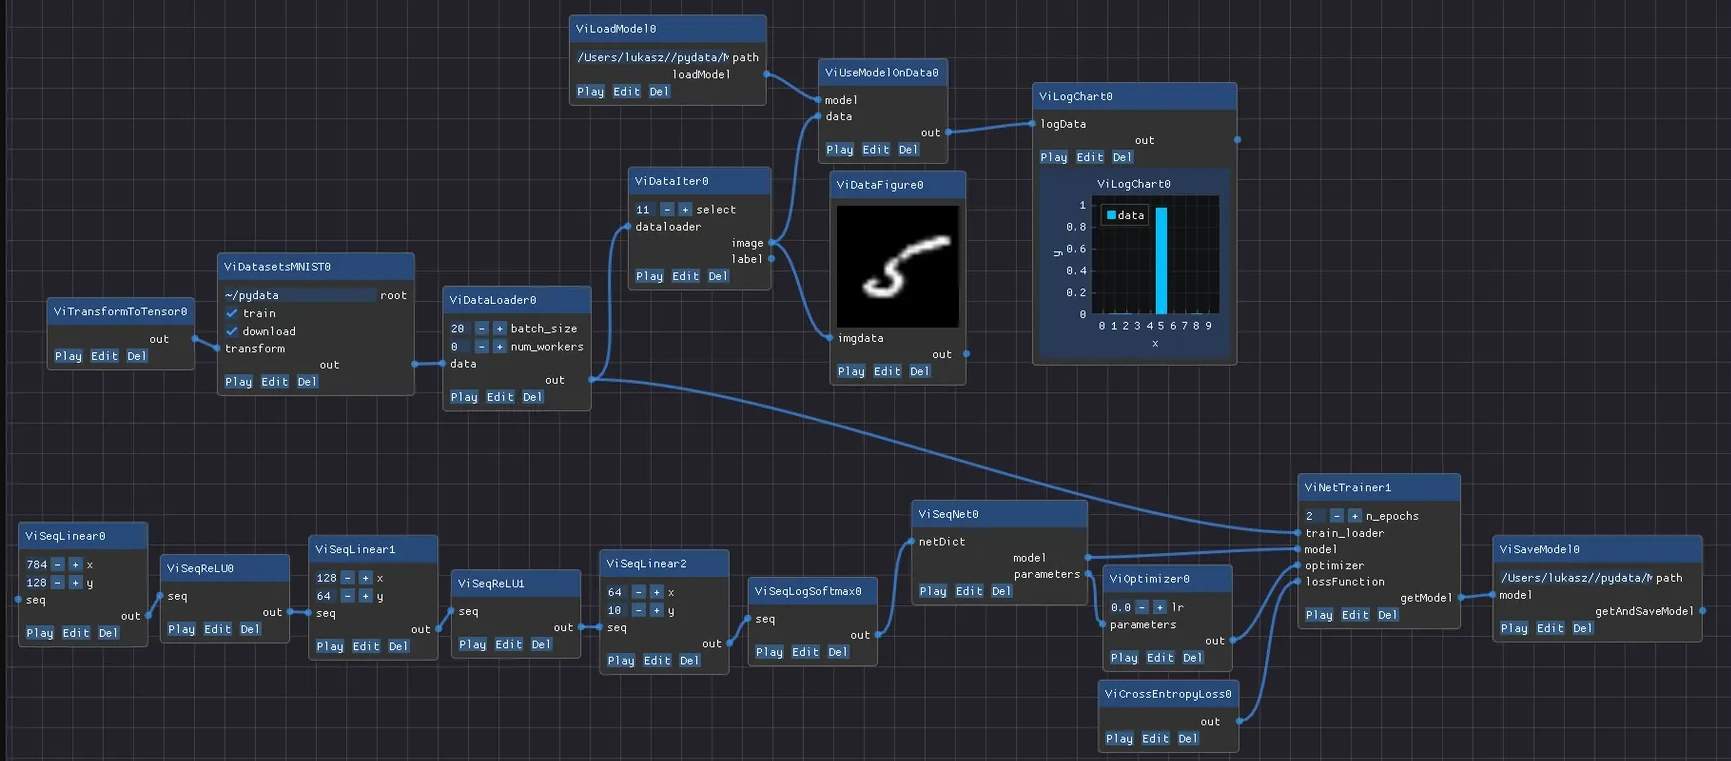 ViLoadModel0
/Users/lukasz//pydata/M path
loadModel
Play Edit Del
ViUseModelOnData0
model
data
out
Play Edit Del
ViLogChart0
logData
out
Play Edit Del
ViLogChart0
data
y
1
0.8
0.6
0.4
0.2
0
0 1 2 3 4 5 6 7 8 9
x
ViDataIter0
11 - + select
dataloader
image
label
Play Edit Del
ViDataFigure0
5
imgdata
out
Play Edit Del
ViTransformToTensor0
out
Play Edit Del
ViDatasetsMNIST0
~/pydata root
train
download
transform
out
Play Edit Del
ViDataLoader0
20 - + batch_size
0 - + num_workers
data
out
Play Edit Del
ViSeqLinear0
784 - + x
128 - + y
seq
out
Play Edit Del
ViSeqReLU0
seq
out
Play Edit Del
ViSeqLinear1
128 - + x
64 - + y
seq
out
Play Edit Del
ViSeqReLU1
seq
out
Play Edit Del
ViSeqLinear2
64 - + x
10 - + y
seq
out
Play Edit Del
ViSeqLogSoftmax0
seq
out
Play Edit Del
ViSeqNet0
netDict
model
parameters
Play Edit Del
ViOptimizer0
0.0 - + lr
parameters
out
Play Edit Del
ViCrossEntropyLoss0
out
Play Edit Del
ViNetTrainer1
2 - + n_epochs
train_loader
model
optimizer
lossFunction
getModel
Play Edit Del
ViSaveModel0
/Users/lukasz//pydata/M path
model
getAndSaveModel
Play Edit Del